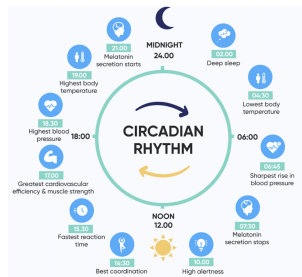 MIDNIGHT
24.00
02.00
Deep sleep
04:30
Lowest body
temperature
06:00
06:45
Sharpest rise in
blood pressure
07:30
Melatonin
secretion stops
10.00
High alertness
NOON
12.00
14:30
Best coordination
15.30
Fastest reaction
time
17.00
Greatest cardiovascular
efficiency & muscle strength
18:00
18.30
Highest blood
pressure
19.00
Highest body
temperature
21.00
Melatonin
secretion starts
CIRCADIAN
RHYTHM